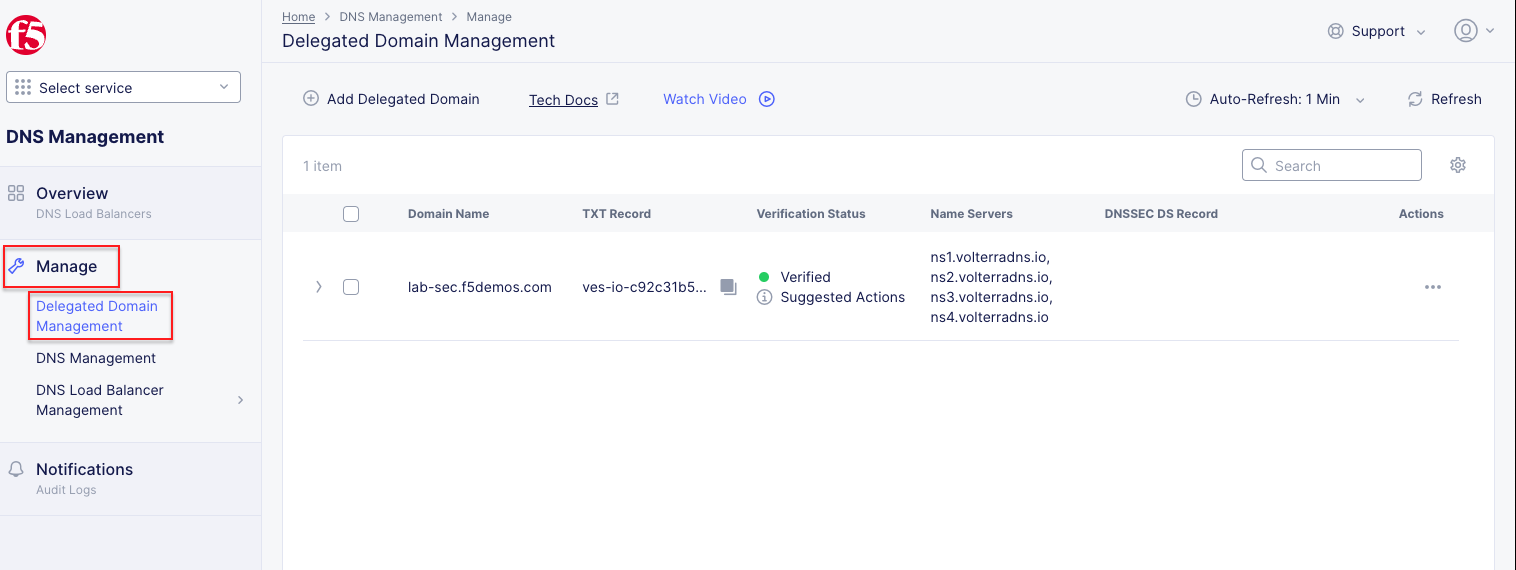 f5
Select service
DNS Management
Overview
DNS Load Balancers
Manage
Delegated Domain
Management
DNS Management
DNS Load Balancer
Management
Notifications
Audit Logs
Home > DNS Management > Manage
Delegated Domain Management
Support
Add Delegated Domain Tech Docs Watch Video Auto-Refresh: 1 Min Refresh
1 item Search
Domain Name TXT Record Verification Status Name Servers DNSSEC DS Record Actions
lab-sec.f5demos.com ves-io-c92c31b5...
Verified
Suggested Actions
ns1.volterradns.io,
ns2.volterradns.io,
ns3.volterradns.io,
ns4.volterradns.io